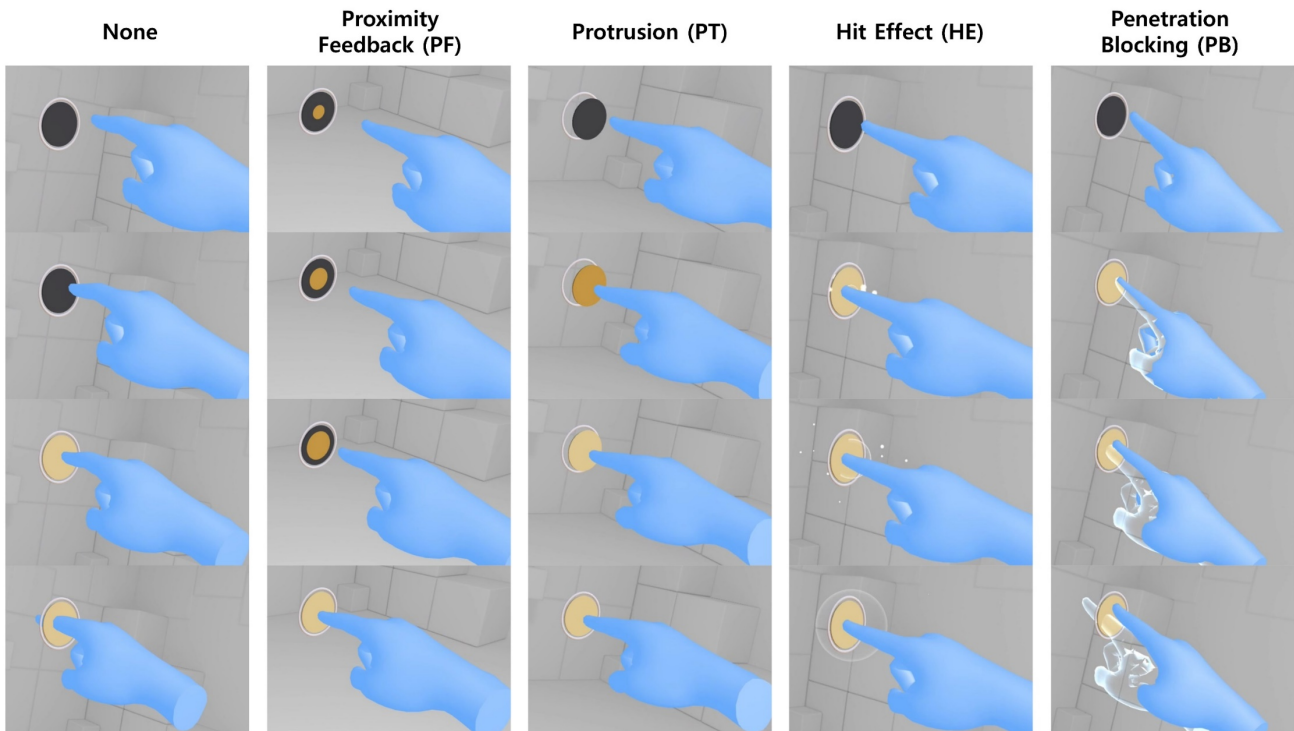 None
Proximity
Feedback (PF)
Protrusion (PT)
Hit Effect (HE)
Penetration
Blocking (PB)